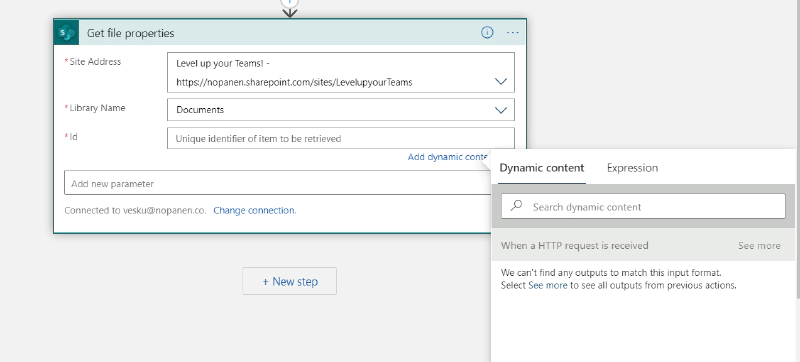 Get file properties
* Site Address
Level up your Teams! -
https://nopanen.sharepoint.com/sites/LevelupyourTeams
* Library Name
Documents
* Id
Unique identifier of item to be retrieved
Add dynamic conte
Add new parameter
Connected to vesku@nopanen.co. Change connection.
+ New step
Dynamic content Expression
Search dynamic content
When a HTTP request is received See more
We can't find any outputs to match this input format.
Select See more to see all outputs from previous actions.